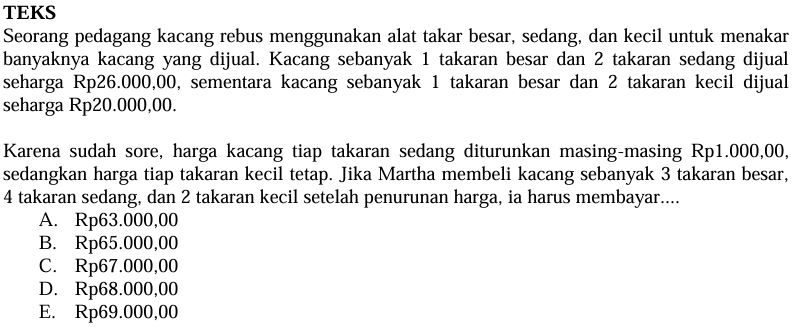 TEKS
Seorang pedagang kacang rebus menggunakan alat takar besar, sedang, dan kecil untuk menakar
banyaknya kacang yang dijual. Kacang sebanyak 1 takaran besar dan 2 takaran sedang dijual
seharga Rp26.000,00, sementara kacang sebanyak 1 takaran besar dan 2 takaran kecil dijual
seharga Rp20.000,00.
Karena sudah sore, harga kacang tiap takaran sedang diturunkan masing-masing Rp1.000,00,
sedangkan harga tiap takaran kecil tetap. Jika Martha membeli kacang sebanyak 3 takaran besar,
4 takaran sedang, dan 2 takaran kecil setelah penurunan harga, ia harus membayar....
A. Rp63.000,00
B. Rp65.000,00
C. Rp67.000,00
D. Rp68.000,00
E. Rp69.000,00